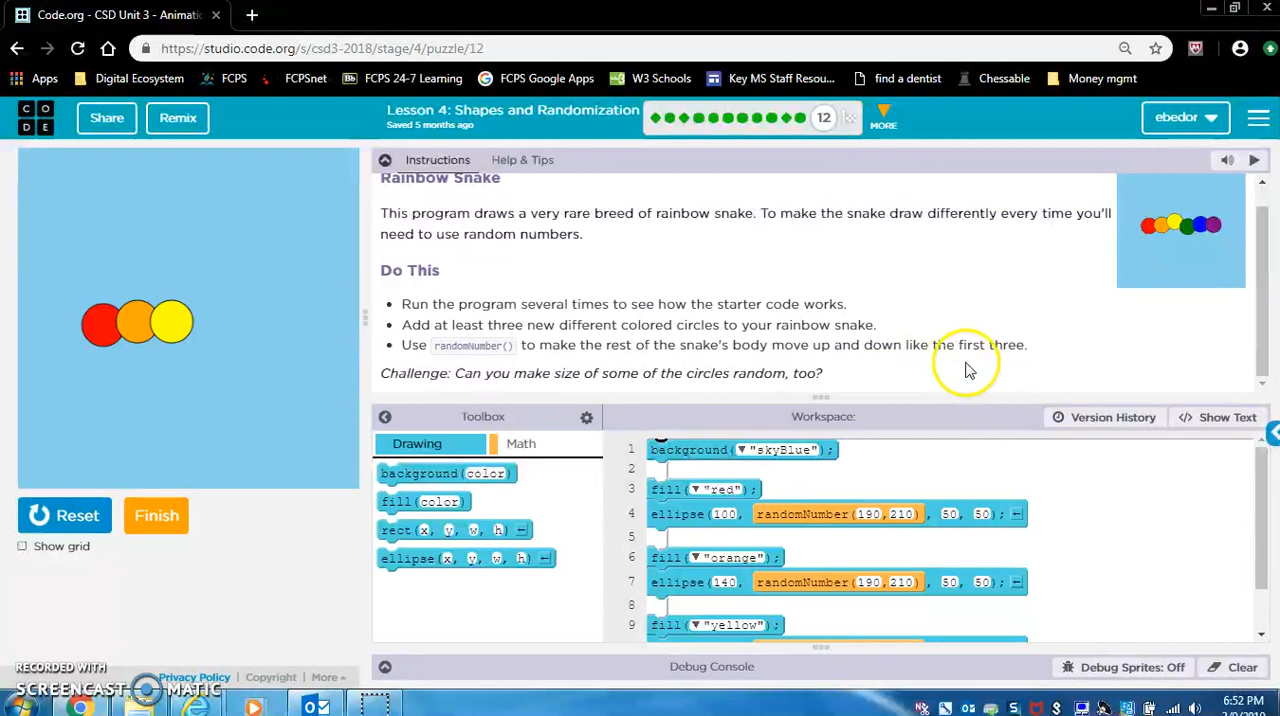 Code.org - CSD Unit 3 - Animatio
https://studio.code.org/s/csd3-2018/stage/4/puzzle/12
Apps Digital Ecosystem FCPS FCPSnet Bb FCPS 24-7 Learning FCPS Google Apps W3 Schools Key MS Staff Resou... find a dentist Chessable Money mgmt
CODE Share Remix Lesson 4: Shapes and Randomization 12 MORE ebedor
Saved 5 months ago
Instructions Help & Tips
Rainbow Snake
This program draws a very rare breed of rainbow snake. To make the snake draw differently every time you'll
need to use random numbers.
Do This
• Run the program several times to see how the starter code works.
• Add at least three new different colored circles to your rainbow snake.
• Use randomNumber() to make the rest of the snake's body move up and down like the first three.
Challenge: Can you make size of some of the circles random, too?
Toolbox Workspace: Version History </> Show Text
Drawing Math
background(color)
fill(color)
rect(x, y, w, h)
ellipse(x, y, w, h)
1 background("skyBlue");
2
3 fill("red");
4 ellipse(100, randomNumber(190,210), 50, 50);
5
6 fill("orange");
7 ellipse(140, randomNumber(190,210), 50, 50);
8
9 fill("yellow");
Reset Finish
Show grid
Debug Console Debug Sprites: Off Clear
RECORDED WITH
SCREENCAST MATIC
Privacy Policy | Copyright | More
6:52 PM